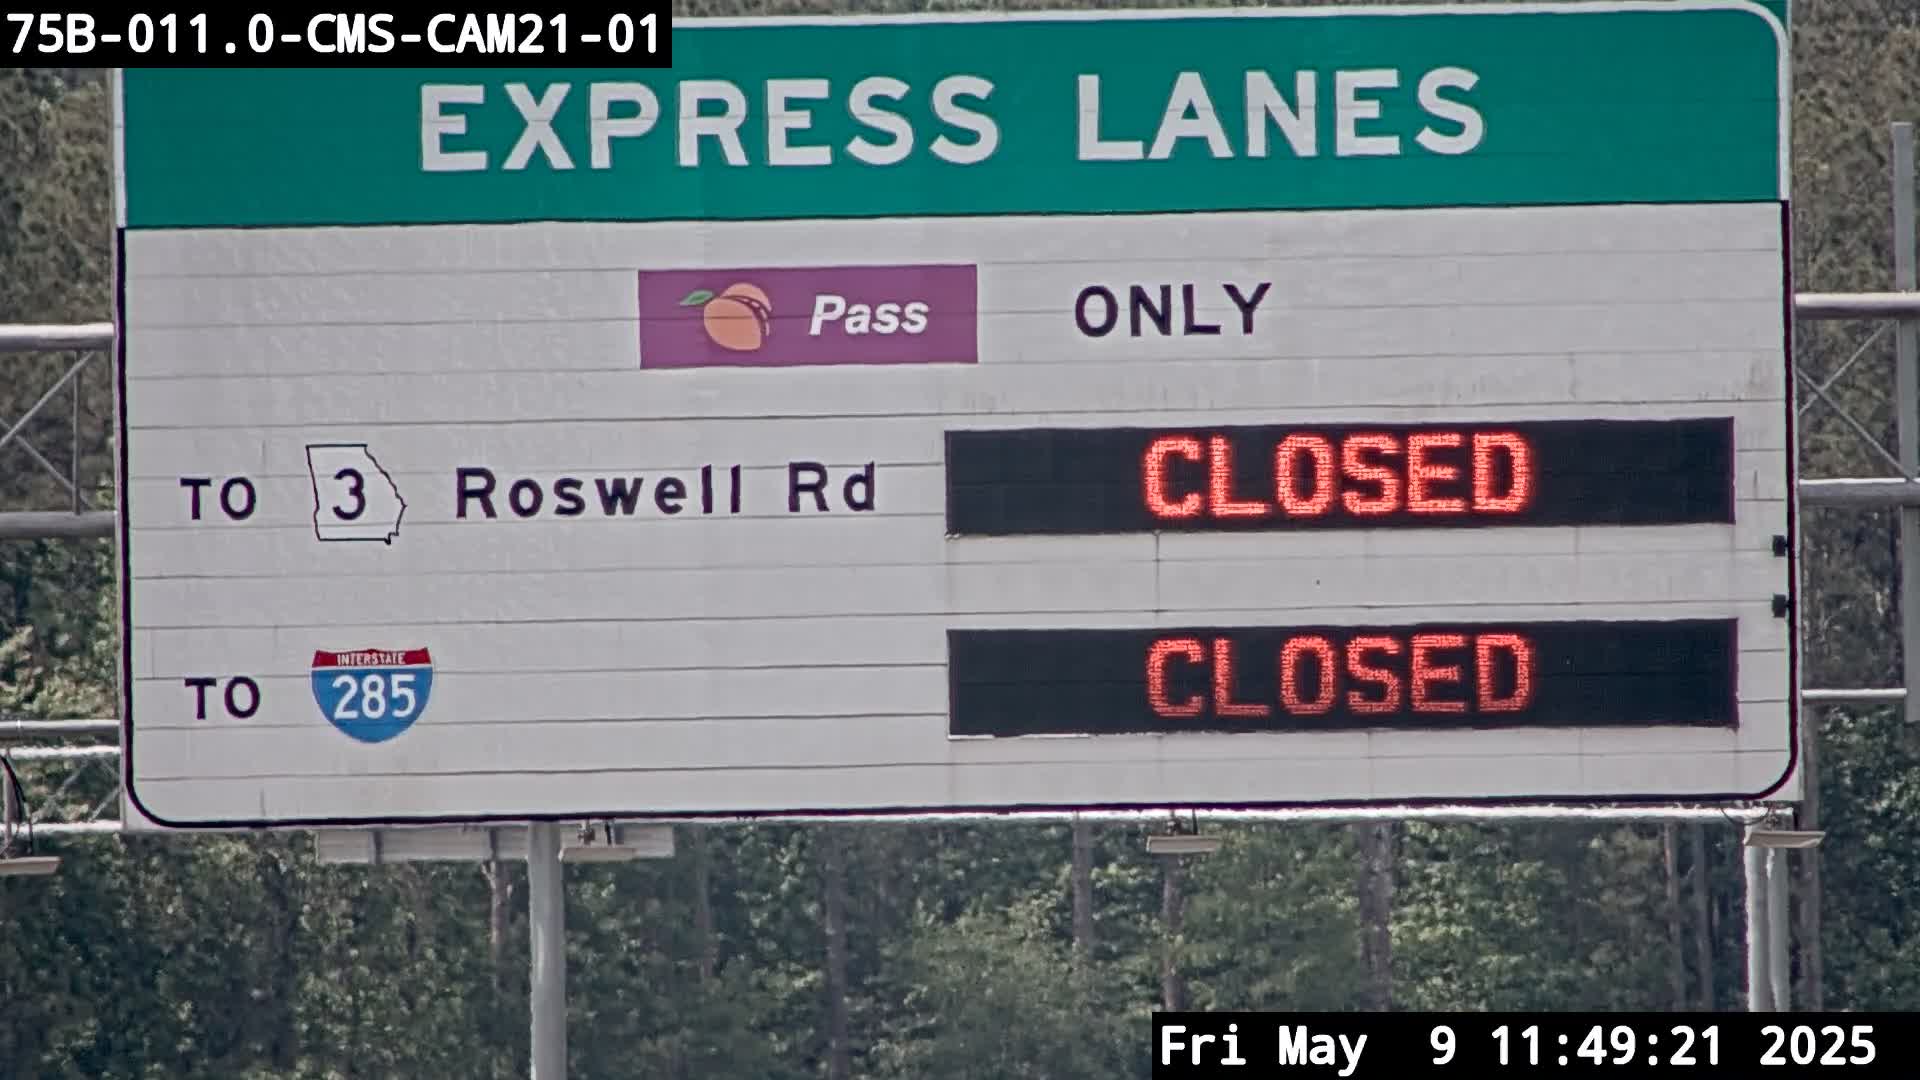 75B-011.0-CMS-CAM21-01
EXPRESS LANES
Pass ONLY
TO 3 Roswell Rd CLOSED
INTERSTATE
TO 285 CLOSED
Fri May 9 11:49:21 2025